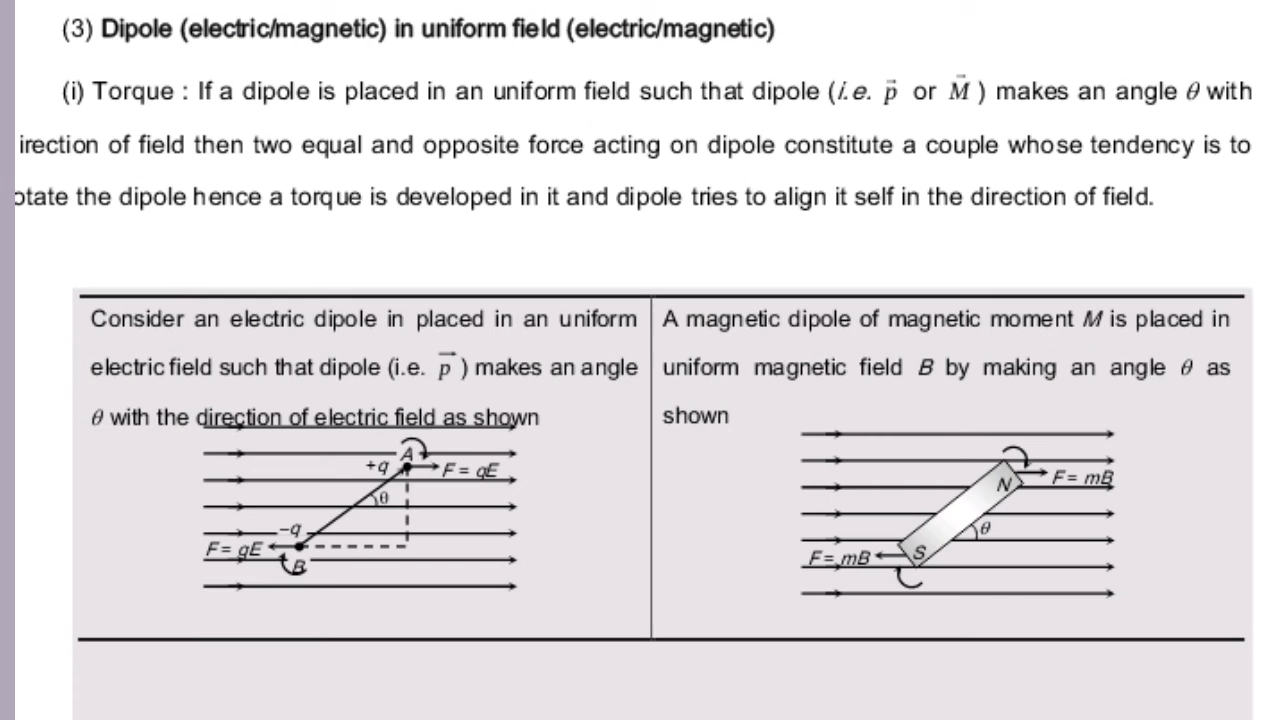 (3) Dipole (electric/magnetic) in uniform field (electric/magnetic)
(i) Torque : If a dipole is placed in an uniform field such that dipole (i.e. p⃗ or M⃗ ) makes an angle θ with
irection of field then two equal and opposite force acting on dipole constitute a couple whose tendency is to
otate the dipole hence a torque is developed in it and dipole tries to align it self in the direction of field.
Consider an electric dipole in placed in an uniform
electric field such that dipole (i.e. p⃗ ) makes an angle
θ with the direction of electric field as shown
A
+q
F = qE
θ
–q
F = qE
B
A magnetic dipole of magnetic moment M is placed in
uniform magnetic field B by making an angle θ as
shown
N
F = mB
θ
F = mB
S